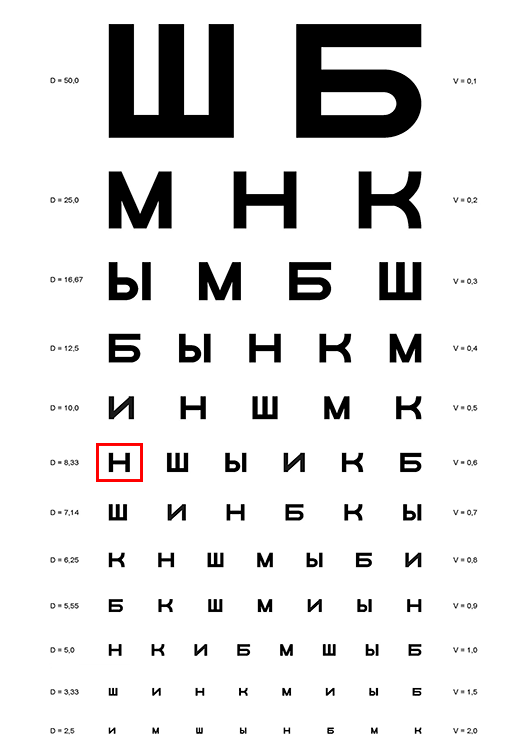 D = 50,0 Ш Б V = 0,1
D = 25,0 М Н К V = 0,2
D = 16,67 Ы М Б Ш V = 0,3
D = 12,5 Б Ы Н К М V = 0,4
D = 10,0 И Н Ш М К V = 0,5
D = 8,33 Н Ш Ы И К Б V = 0,6
D = 7,14 Ш И Н Б К Ы V = 0,7
D = 6,25 К Н Ш М Ы Б И V = 0,8
D = 5,55 Б К Ш М И Ы Н V = 0,9
D = 5,0 Н К И Б М Ш Ы Б V = 1,0
D = 3,33 Ш И Н К М И Ы Б V = 1,5
D = 2,5 И М Ш Ы Н Б М К V = 2,0